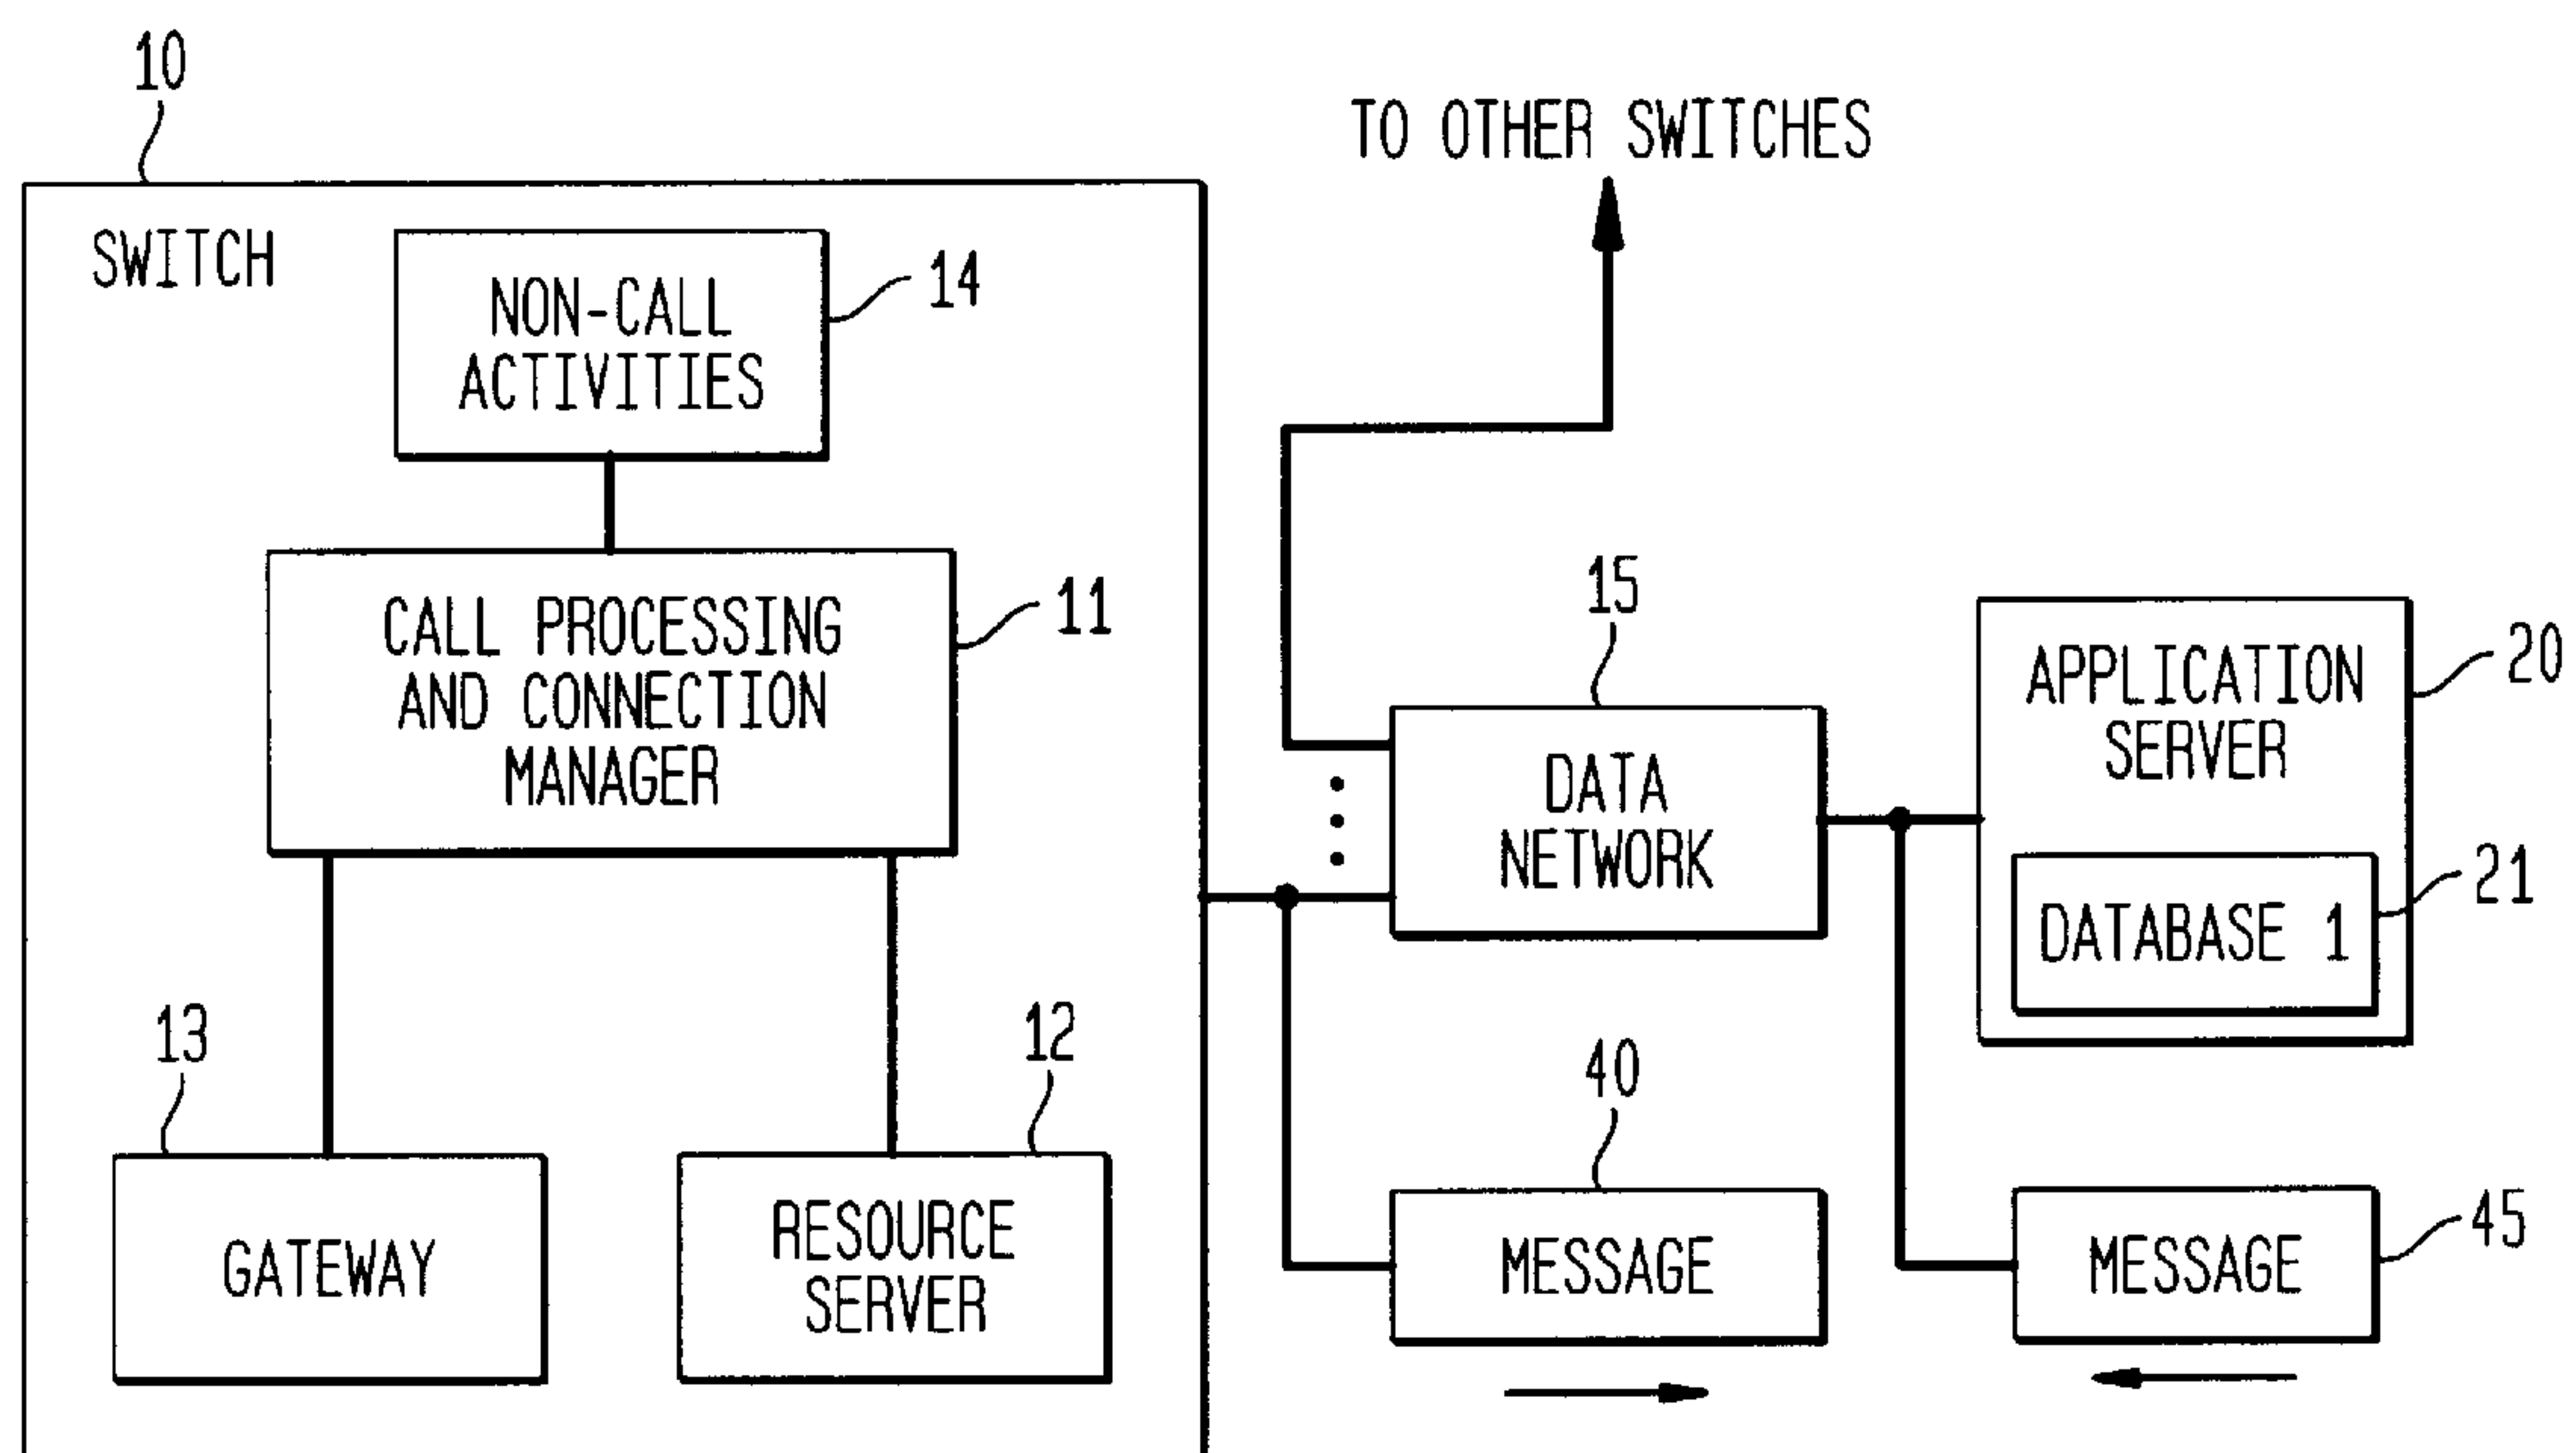 10
TO OTHER SWITCHES
SWITCH
NON-CALL
ACTIVITIES
14
CALL PROCESSING
AND CONNECTION
MANAGER
11
15
DATA
NETWORK
APPLICATION
SERVER
20
DATABASE 1
21
13
GATEWAY
12
RESOURCE
SERVER
40
MESSAGE
MESSAGE
45